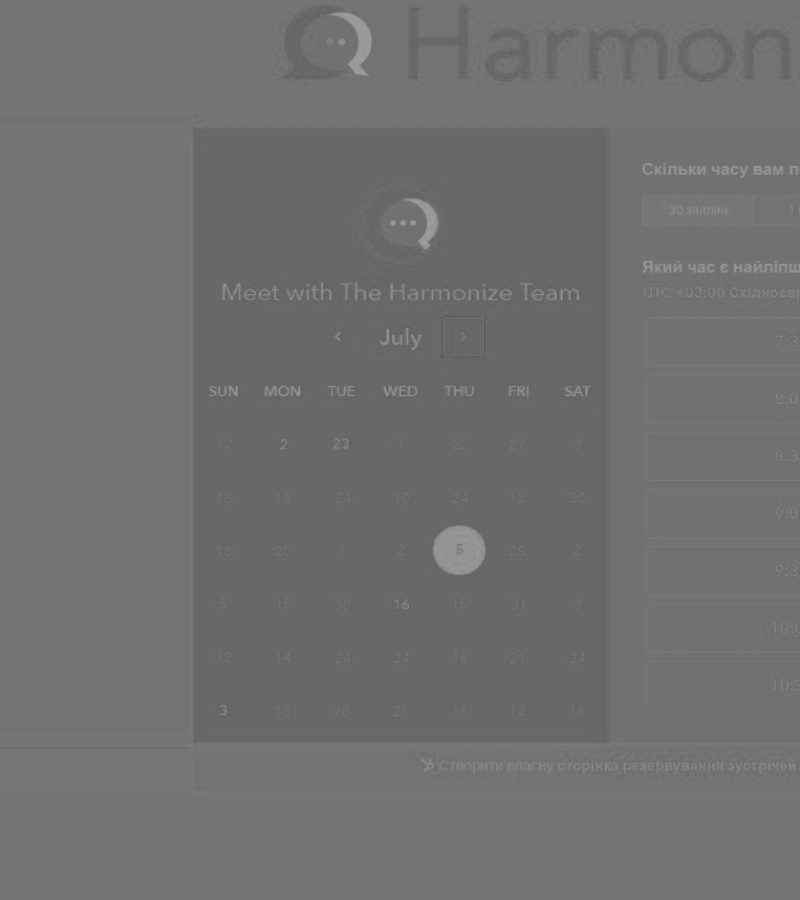 Harmon
Meet with The Harmonize Team
‹ July ›
SUN MON TUE WED THU FRI SAT
12 2 23 1 22 27 3
18 18 24 10 24 12 30
18 20 1 2 5 25 2
5 15 30 16 15 31 3
12 14 24 24 16 21 24
3 18 28 21 16 12 16
Скільки часу вам п
30 хвилин 1
Який час є найліпш
UTC +03:00 Східноєвр
7:3
8:0
8:3
9:0
9:3
10:0
10:3
Створити власну сторінка резервування зустрічей